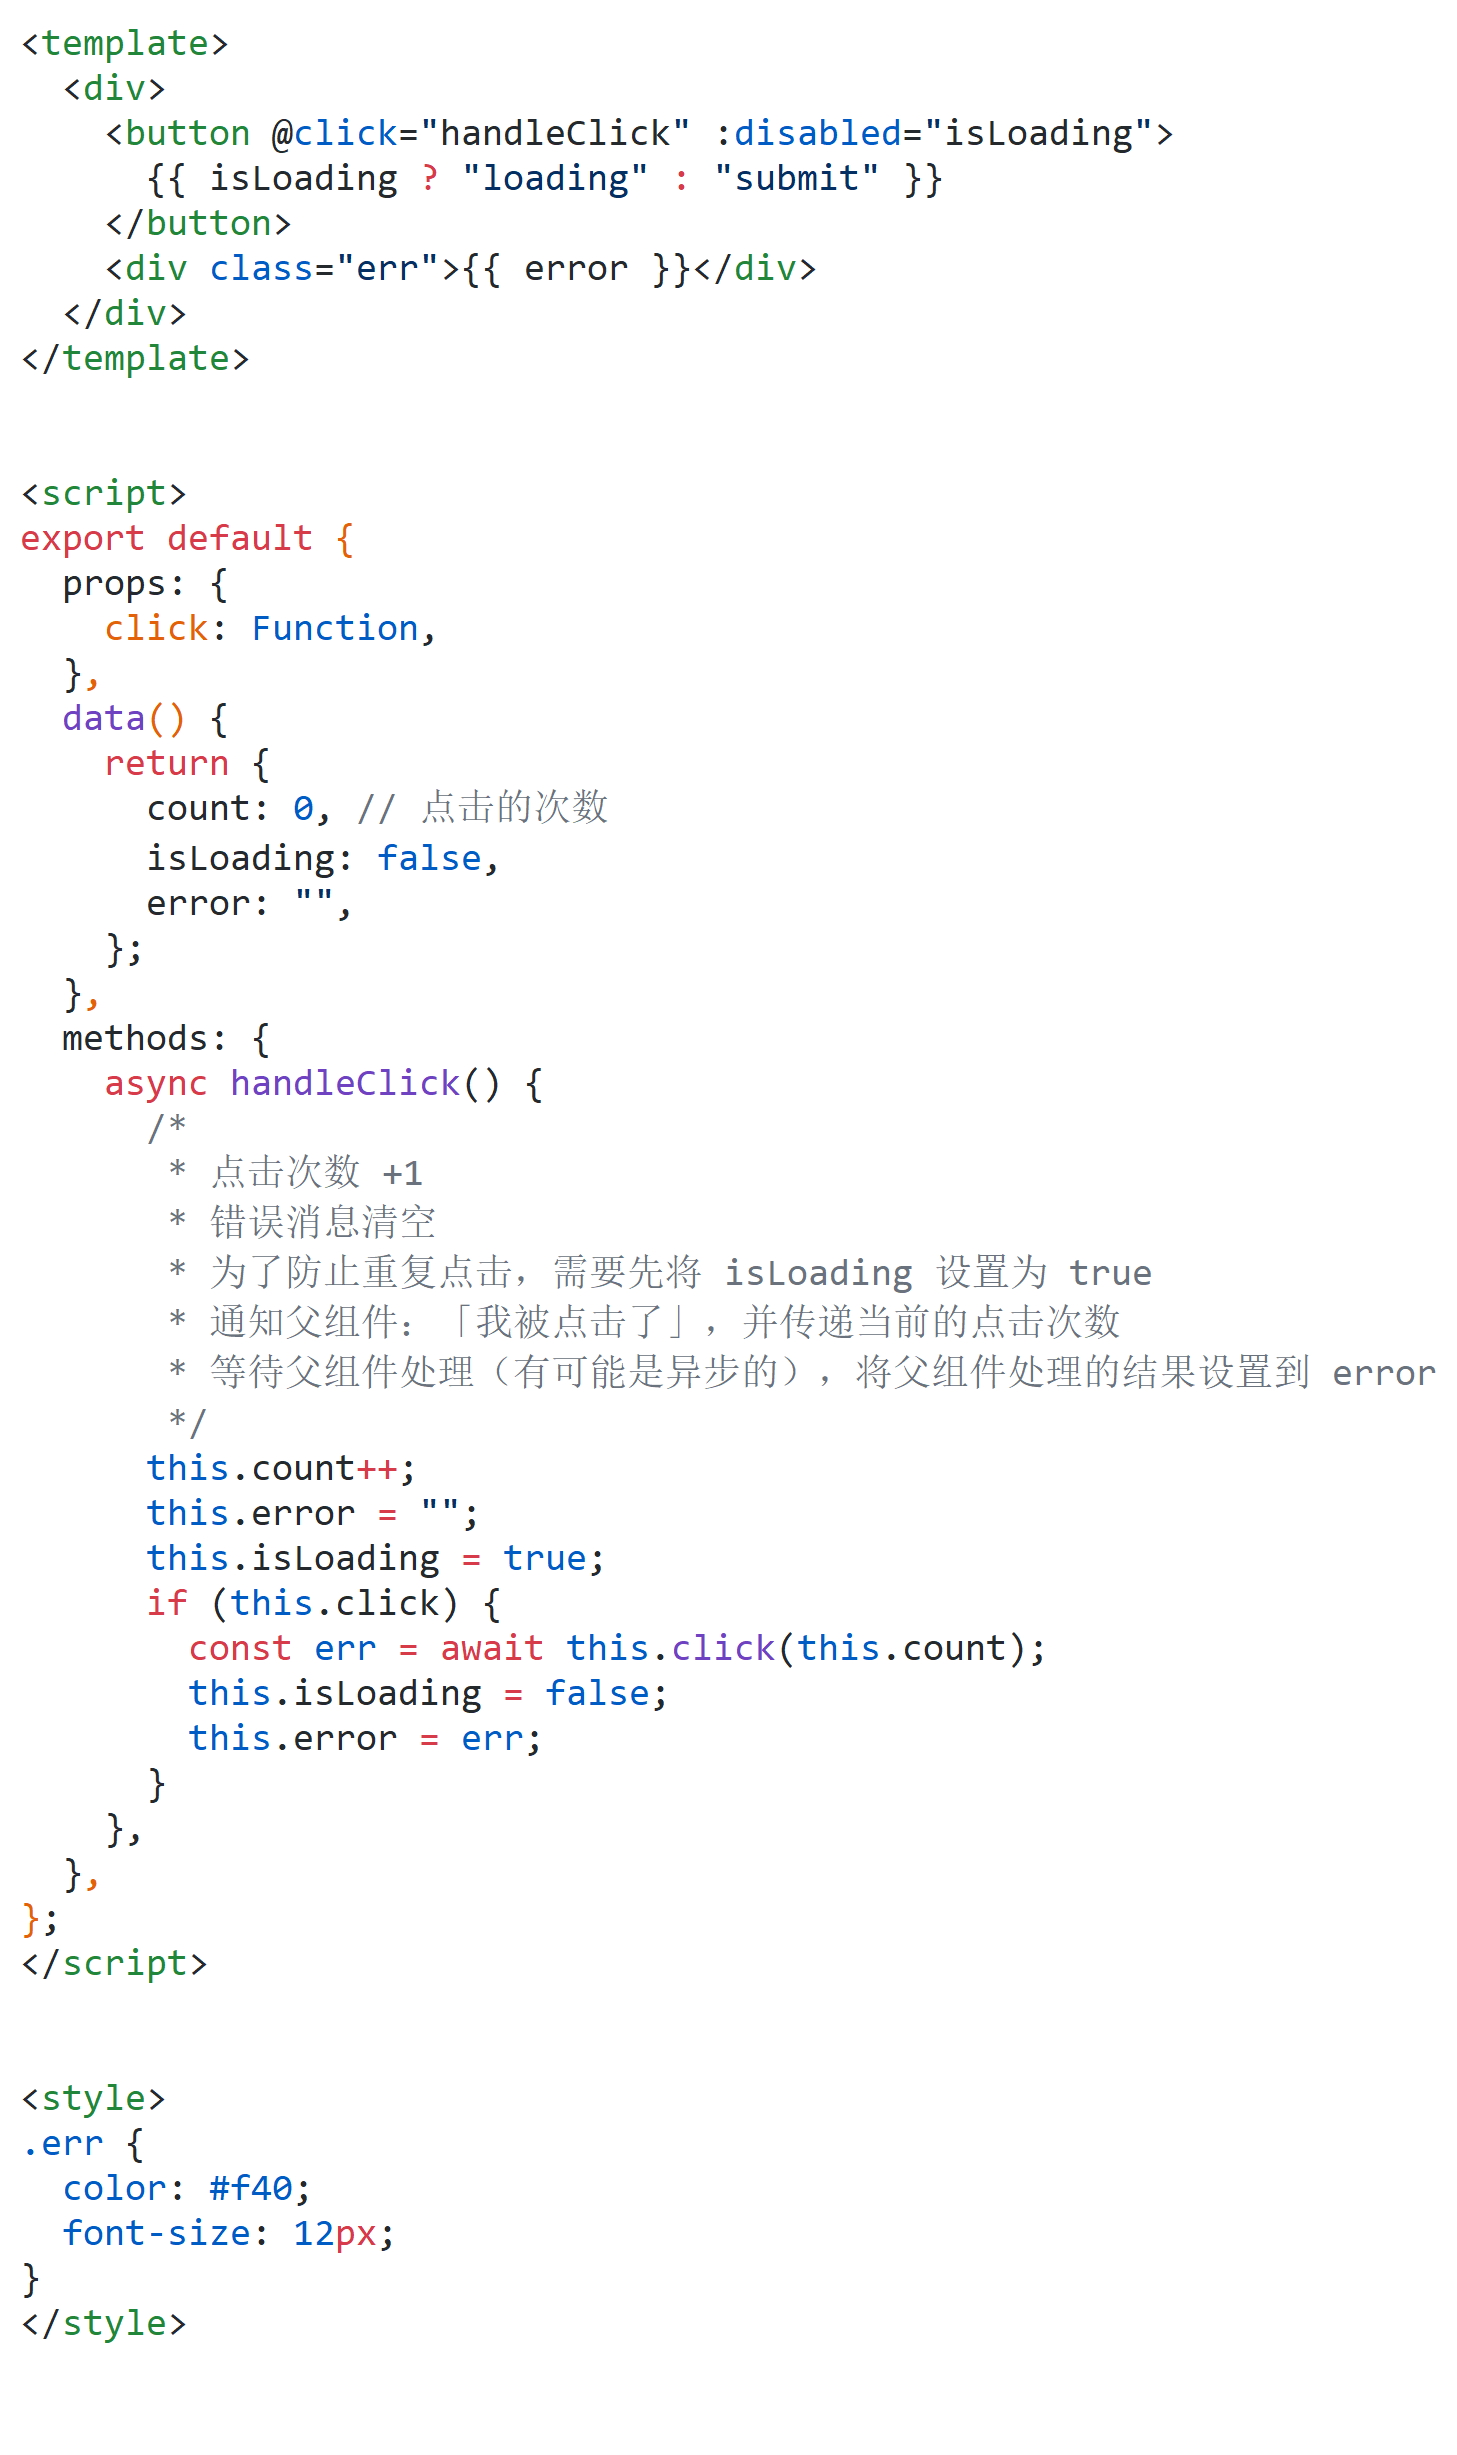 <template>
  <div>
    <button @click="handleClick" :disabled="isLoading">
      {{ isLoading ? "loading" : "submit" }}
    </button>
    <div class="err">{{ error }}</div>
  </div>
</template>
<script>
export default {
  props: {
    click: Function,
  },
  data() {
    return {
      count: 0, // 点击的次数
      isLoading: false,
      error: "",
    };
  },
  methods: {
    async handleClick() {
      /*
       * 点击次数 +1
       * 错误消息清空
       * 为了防止重复点击，需要先将 isLoading 设置为 true
       * 通知父组件：「我被点击了」，并传递当前的点击次数
       * 等待父组件处理（有可能是异步的），将父组件处理的结果设置到 error
       */
      this.count++;
      this.error = "";
      this.isLoading = true;
      if (this.click) {
        const err = await this.click(this.count);
        this.isLoading = false;
        this.error = err;
      }
    },
  },
};
</script>
<style>
.err {
  color: #f40;
  font-size: 12px;
}
</style>